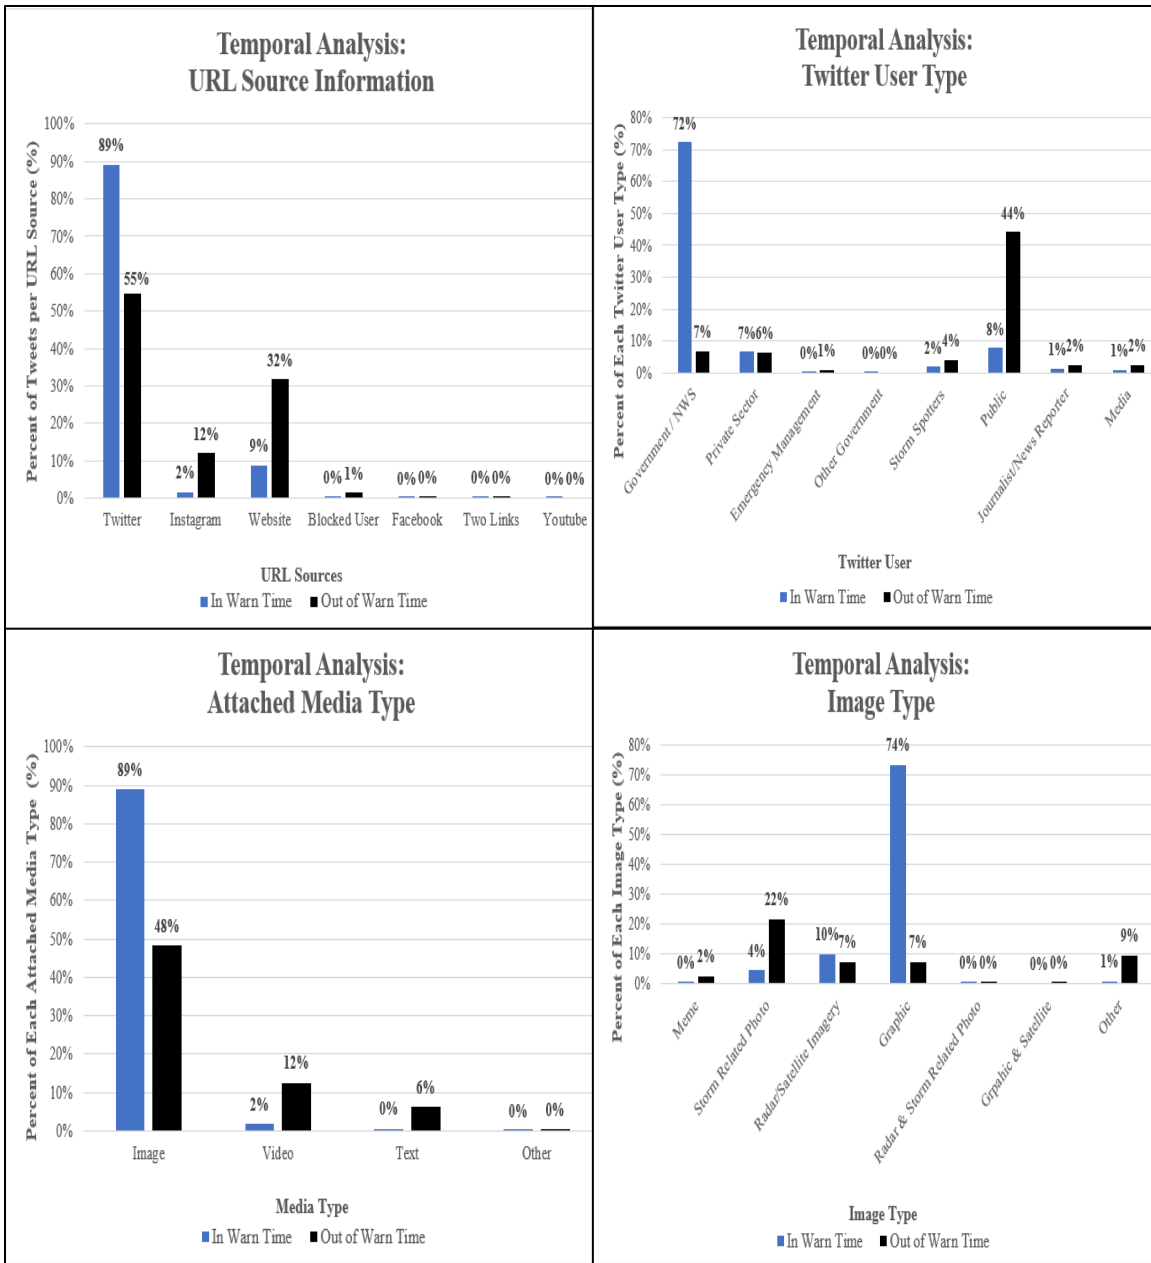 Temporal Analysis:
URL Source Information
Percent of Tweets per URL Source (%)
100%
90%
80%
70%
60%
50%
40%
30%
20%
10%
0%
89%
55%
2%
12%
9%
32%
0%
1%
0%
0%
0%
0%
0%
0%
Twitter
Instagram
Website
Blocked User
Facebook
Two Links
Youtube
URL Sources
In Warn Time
Out of Warn Time
Temporal Analysis:
Twitter User Type
Percent of Each Twitter User Type (%)
80%
70%
60%
50%
40%
30%
20%
10%
0%
72%
7%
7%
6%
0%
1%
0%
0%
2%
4%
8%
44%
1%
2%
1%
2%
Government / NWS
Private Sector
Emergency Management
Other Government
Storm Spotters
Public
Journalist/News Reporter
Media
Twitter User
In Warn Time
Out of Warn Time
Temporal Analysis:
Attached Media Type
Percent of Each Attached Media Type (%)
100%
90%
80%
70%
60%
50%
40%
30%
20%
10%
0%
89%
48%
2%
12%
0%
6%
0%
0%
Image
Video
Text
Other
Media Type
In Warn Time
Out of Warn Time
Temporal Analysis:
Image Type
Percent of Each Image Type (%)
80%
70%
60%
50%
40%
30%
20%
10%
0%
0%
2%
4%
22%
10%
7%
74%
7%
0%
0%
0%
0%
1%
9%
Meme
Storm Related Photo
Radar/Satellite Imagery
Graphic
Radar & Storm Related Photo
Grpahic & Satellite
Other
Image Type
In Warn Time
Out of Warn Time